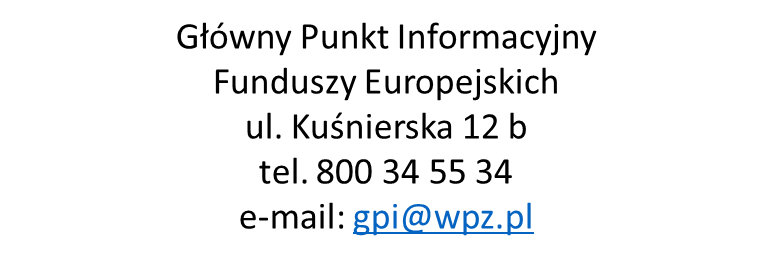 Główny Punkt Informacyjny
Funduszy Europejskich
ul. Kuśnierska 12 b
tel. 800 34 55 34
e-mail: gpi@wpz.pl